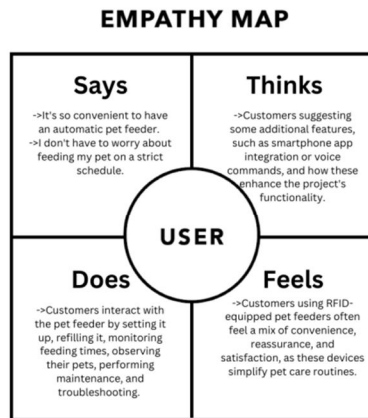 EMPATHY MAP
Says
->It's so convenient to have
an automatic pet feeder.
->I don't have to worry about
feeding my pet on a strict
schedule.
Thinks
->Customers suggesting
some additional features,
such as smartphone app
integration or voice
commands, and how these
enhance the project's
functionality.
USER
Does
->Customers interact with
the pet feeder by setting it
up, refilling it, monitoring
feeding times, observing
their pets, performing
maintenance, and
troubleshooting.
Feels
->Customers using RFID-
equipped pet feeders often
feel a mix of convenience,
reassurance, and
satisfaction, as these devices
simplify pet care routines.